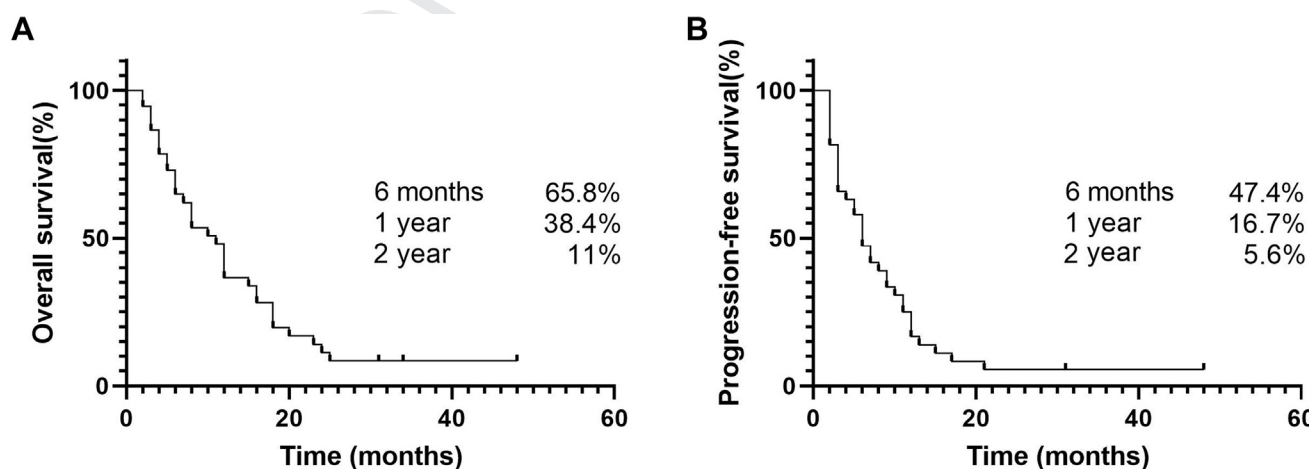 A
Overall survival(%)
100
50
0
6 months 65.8%
1 year 38.4%
2 year 11%
0 20 40 60
Time (months)
B
Progression-free survival(%)
100
50
0
6 months 47.4%
1 year 16.7%
2 year 5.6%
0 20 40 60
Time (months)